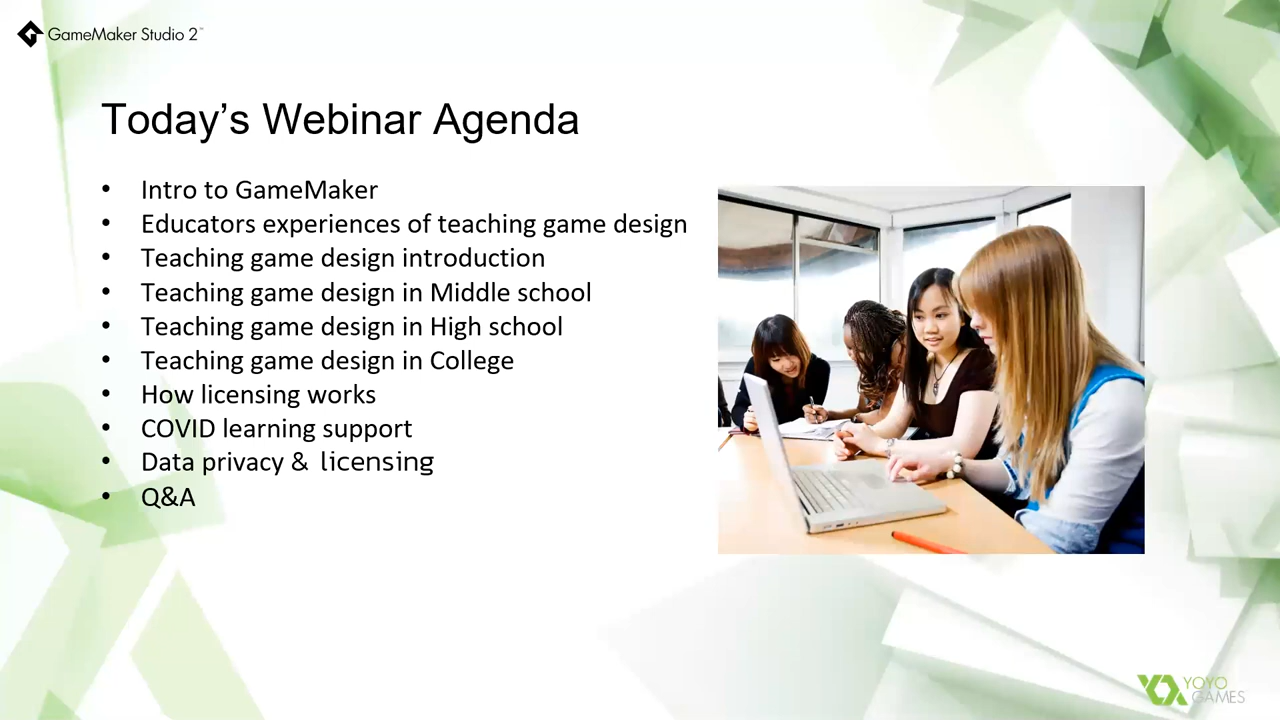 GameMaker Studio 2™
Today’s Webinar Agenda
• Intro to GameMaker
• Educators experiences of teaching game design
• Teaching game design introduction
• Teaching game design in Middle school
• Teaching game design in High school
• Teaching game design in College
• How licensing works
• COVID learning support
• Data privacy & licensing
• Q&A
YOYO
GAMES